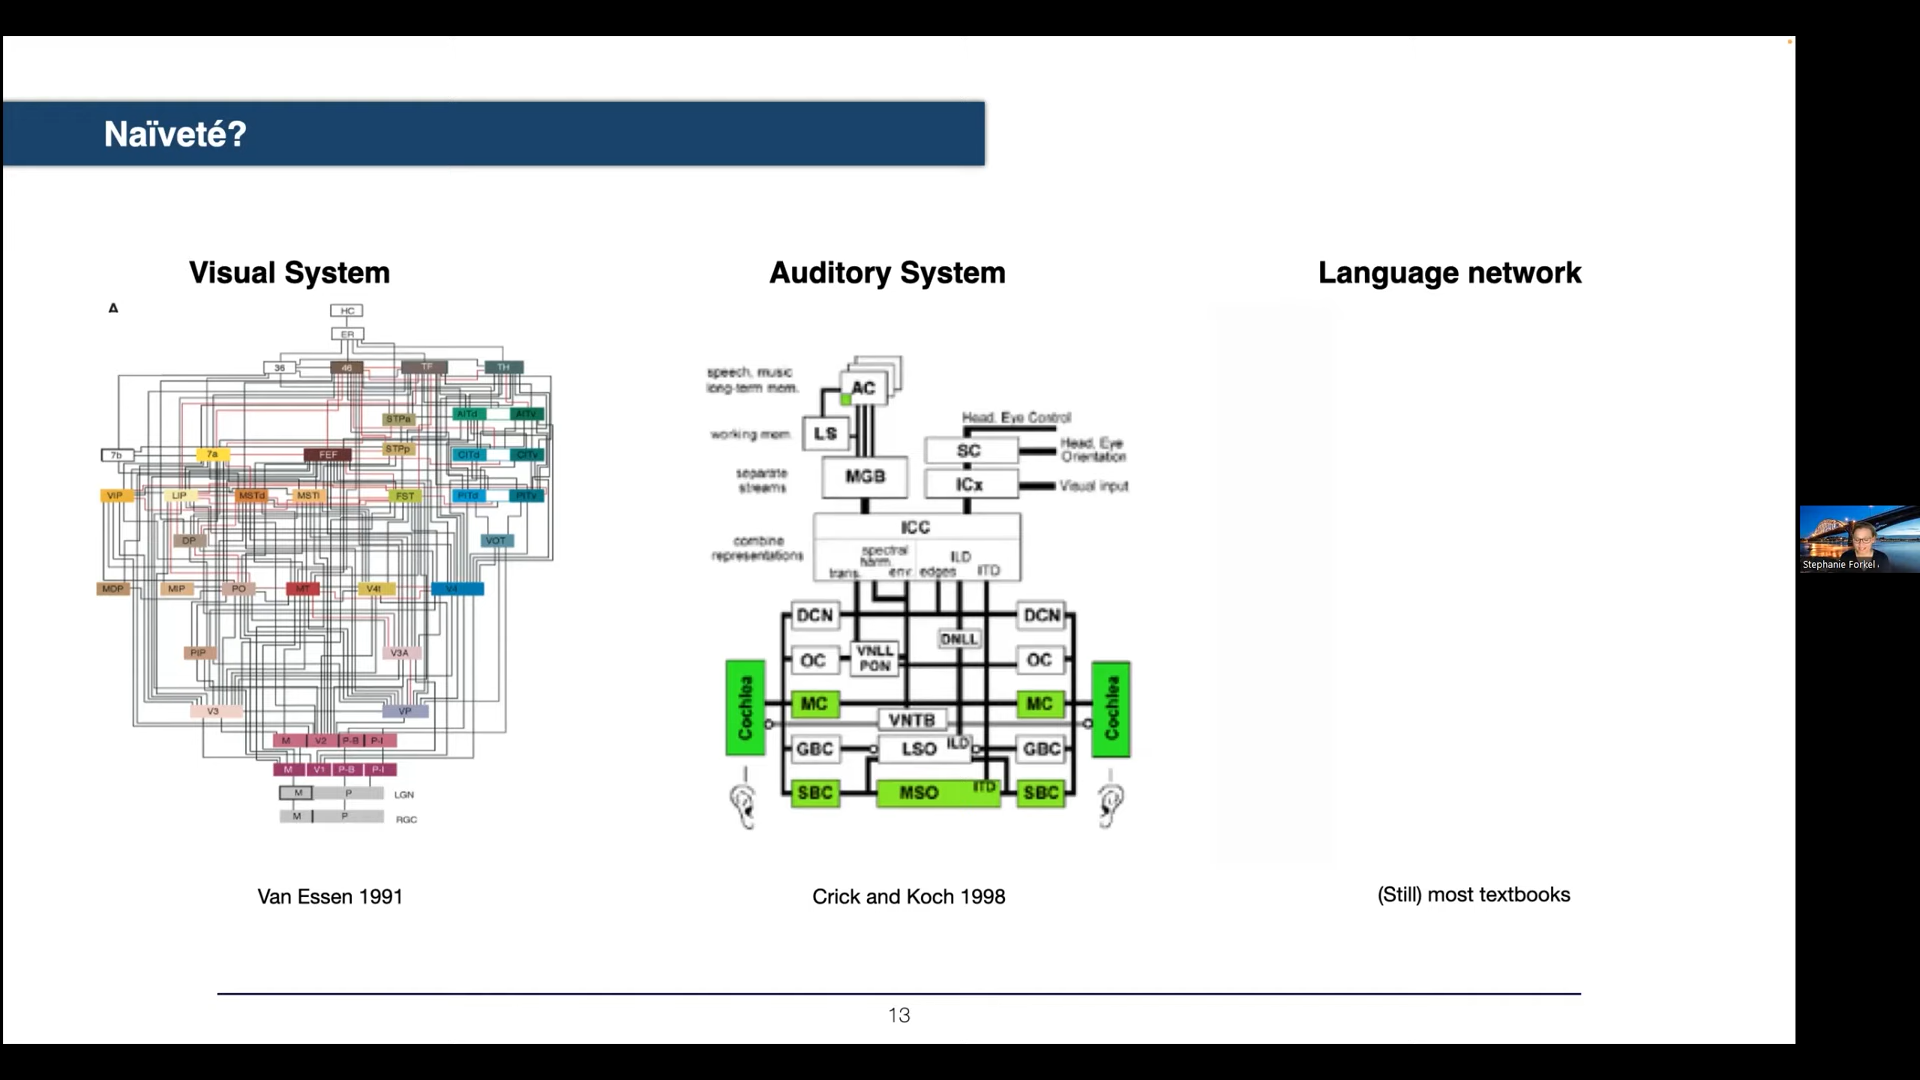 Naïveté?
Visual System
Auditory System
Language network
A
HC
ER
36
46
TF
TH
STPa
AITd
AITv
7b
7a
FEF
STPp
CITd
CITv
VIP
LIP
MSTd
MSTl
FST
PITd
PITv
DP
VOT
MDP
MIP
PO
MT
V4t
V4
PIP
V3A
V3
VP
M
V2
P-B
P-I
M
V1
P-B
P-I
M
P
LGN
M
P
RGC
speech, music
long-term mem.
AC
working mem.
LS
separate
streams
MGB
Head, Eye Control
SC
Head, Eye
Orientation
ICx
Visual input
combine
representations
ICC
spectral
harm.
trans.
env.
edges
ILD
ITD
DCN
DCN
DNLL
OC
VNLL
PON
OC
Cochlea
MC
MC
Cochlea
VNTB
GBC
LSO
ILD
GBC
SBC
MSO
ITD
SBC
Van Essen 1991
Crick and Koch 1998
(Still) most textbooks
13
Stephanie Forkel